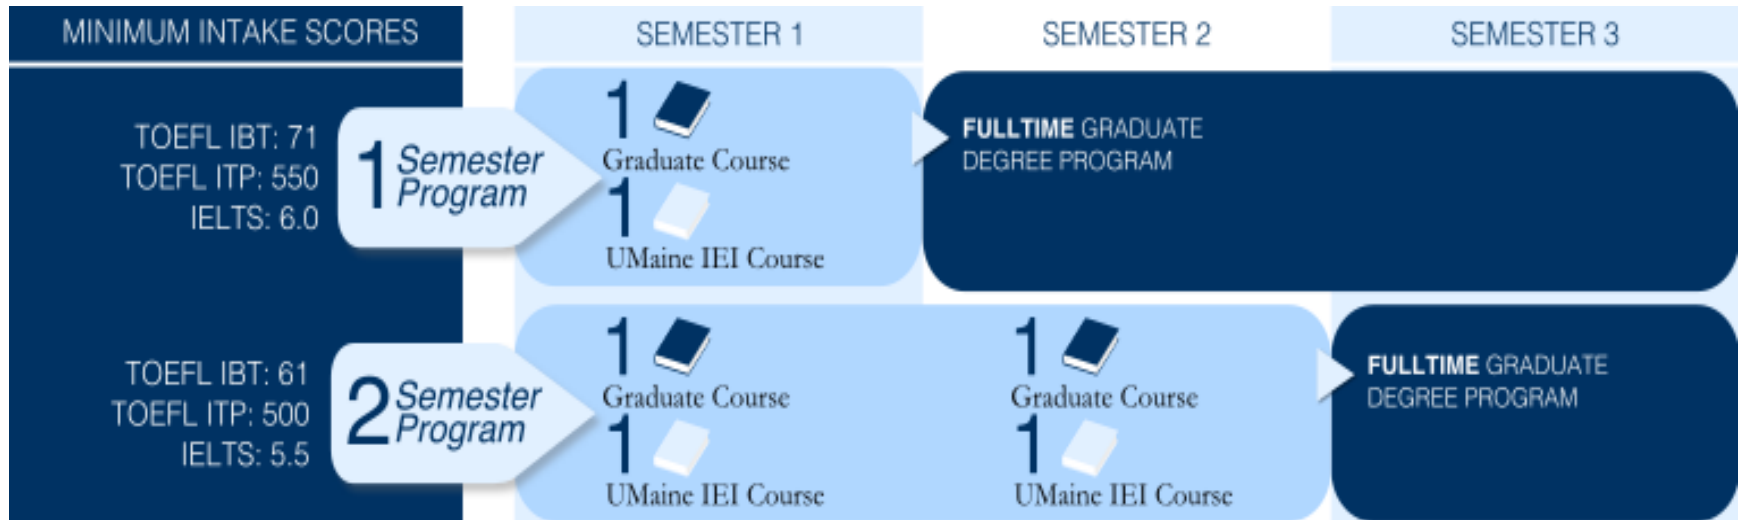 MINIMUM INTAKE SCORES
SEMESTER 1
SEMESTER 2
SEMESTER 3
TOEFL IBT: 71
TOEFL ITP: 550
IELTS: 6.0
1 Semester
Program
1
Graduate Course
1
UMaine IEI Course
FULLTIME GRADUATE
DEGREE PROGRAM
TOEFL IBT: 61
TOEFL ITP: 500
IELTS: 5.5
2 Semester
Program
1
Graduate Course
1
UMaine IEI Course
1
Graduate Course
1
UMaine IEI Course
FULLTIME GRADUATE
DEGREE PROGRAM